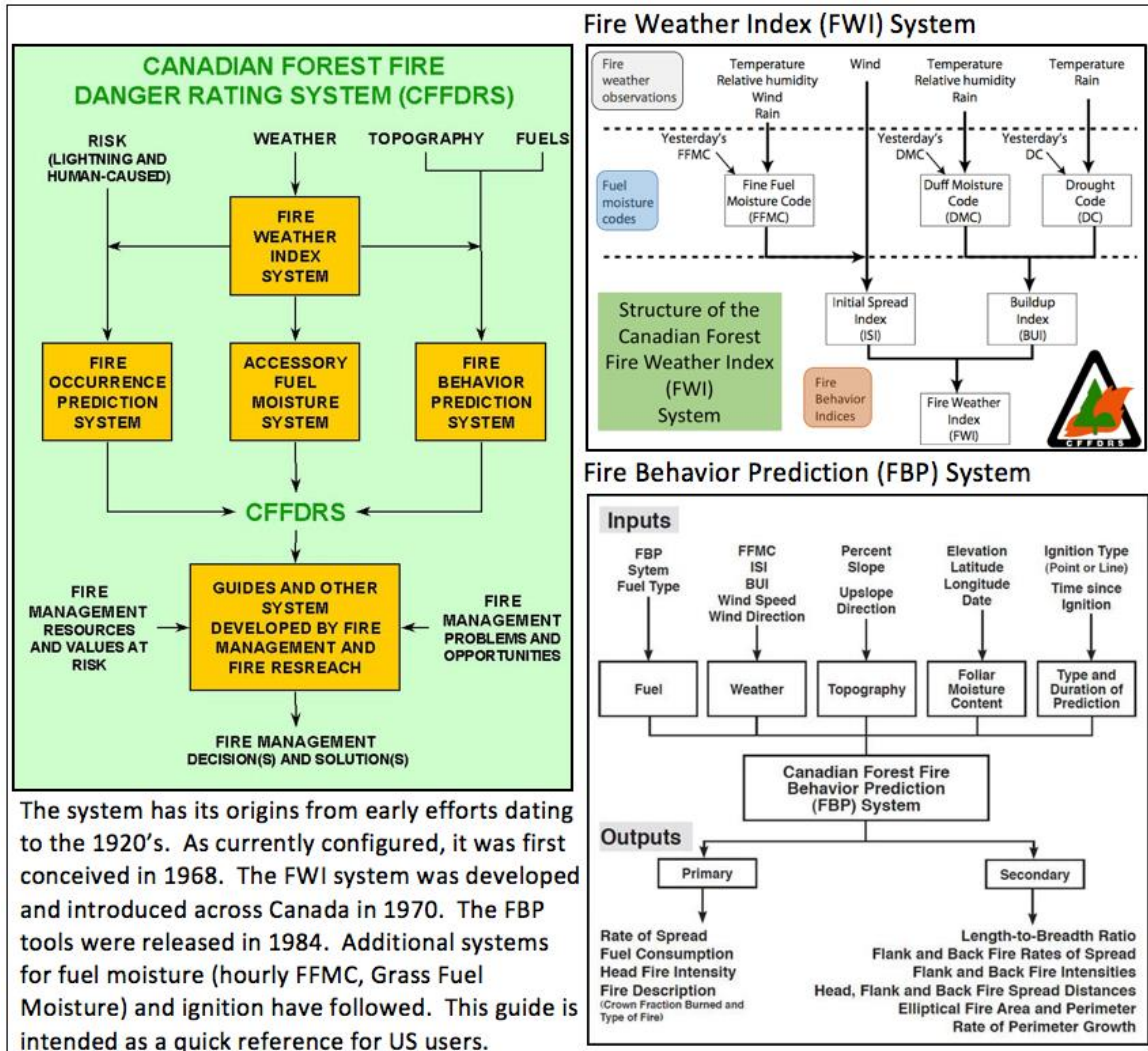 CANADIAN FOREST FIRE
DANGER RATING SYSTEM (CFFDRS)
RISK
(LIGHTNING AND
HUMAN-CAUSED)
WEATHER
TOPOGRAPHY
FUELS
FIRE
WEATHER
INDEX
SYSTEM
FIRE
OCCURRENCE
PREDICTION
SYSTEM
ACCESSORY
FUEL
MOISTURE
SYSTEM
FIRE
BEHAVIOR
PREDICTION
SYSTEM
CFFDRS
FIRE
MANAGEMENT
RESOURCES
AND VALUES AT
RISK
GUIDES AND OTHER
SYSTEM
DEVELOPED BY FIRE
MANAGEMENT AND
FIRE RESREACH
FIRE
MANAGEMENT
PROBLEMS AND
OPPORTUNITIES
FIRE MANAGEMENT
DECISION(S) AND SOLUTION(S)
The system has its origins from early efforts dating
to the 1920's. As currently configured, it was first
conceived in 1968. The FWI system was developed
and introduced across Canada in 1970. The FBP
tools were released in 1984. Additional systems
for fuel moisture (hourly FFMC, Grass Fuel
Moisture) and ignition have followed. This guide is
intended as a quick reference for US users.
Fire Weather Index (FWI) System
Fire
weather
observations
Temperature
Relative humidity
Wind
Rain
Wind
Temperature
Relative humidity
Rain
Temperature
Rain
Yesterday's
FFMC
Yesterday's
DMC
Yesterday's
DC
Fuel
moisture
codes
Fine Fuel
Moisture Code
(FFMC)
Duff Moisture
Code
(DMC)
Drought
Code
(DC)
Structure of the
Canadian Forest
Fire Weather Index
(FWI)
System
Initial Spread
Index
(ISI)
Buildup
Index
(BUI)
Fire
Behavior
Indices
Fire Weather
Index
(FWI)
CFFDRS
Fire Behavior Prediction (FBP) System
Inputs
FBP
Sytem
Fuel Type
FFMC
ISI
BUI
Wind Speed
Wind Direction
Percent
Slope
Upslope
Direction
Elevation
Latitude
Longitude
Date
Ignition Type
(Point or Line)
Time since
Ignition
Fuel
Weather
Topography
Foliar
Moisture
Content
Type and
Duration of
Prediction
Canadian Forest Fire
Behavior Prediction
(FBP) System
Outputs
Primary
Secondary
Rate of Spread
Fuel Consumption
Head Fire Intensity
Fire Description
(Crown Fraction Burned and
Type of Fire)
Length-to-Breadth Ratio
Flank and Back Fire Rates of Spread
Flank and Back Fire Intensities
Head, Flank and Back Fire Spread Distances
Elliptical Fire Area and Perimeter
Rate of Perimeter Growth